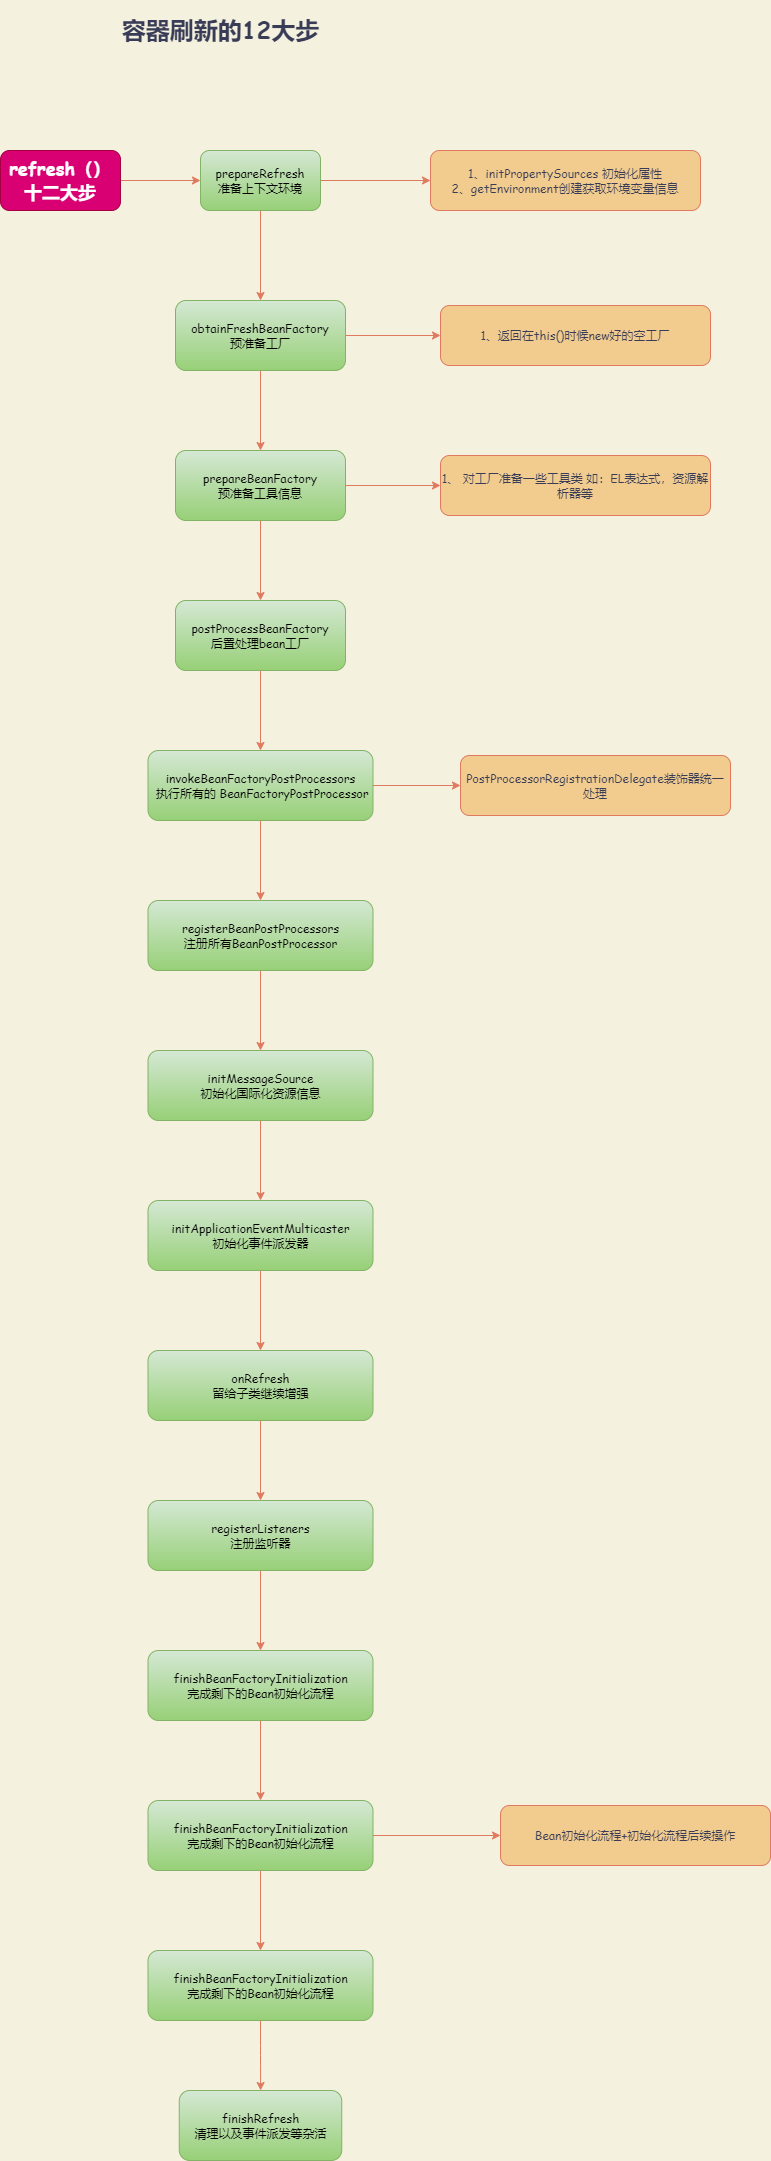 容器刷新的12大步
refresh（）
十二大步
prepareRefresh
准备上下文环境
1、initPropertySources 初始化属性
2、getEnvironment创建获取环境变量信息
obtainFreshBeanFactory
预准备工厂
1、返回在this()时候new好的空工厂
prepareBeanFactory
预准备工具信息
1、 对工厂准备一些工具类 如：EL表达式，资源解
析器等
postProcessBeanFactory
后置处理bean工厂
invokeBeanFactoryPostProcessors
执行所有的 BeanFactoryPostProcessor
PostProcessorRegistrationDelegate装饰器统一
处理
registerBeanPostProcessors
注册所有BeanPostProcessor
initMessageSource
初始化国际化资源信息
initApplicationEventMulticaster
初始化事件派发器
onRefresh
留给子类继续增强
registerListeners
注册监听器
finishBeanFactoryInitialization
完成剩下的Bean初始化流程
finishBeanFactoryInitialization
完成剩下的Bean初始化流程
Bean初始化流程+初始化流程后续操作
finishBeanFactoryInitialization
完成剩下的Bean初始化流程
finishRefresh
清理以及事件派发等杂活